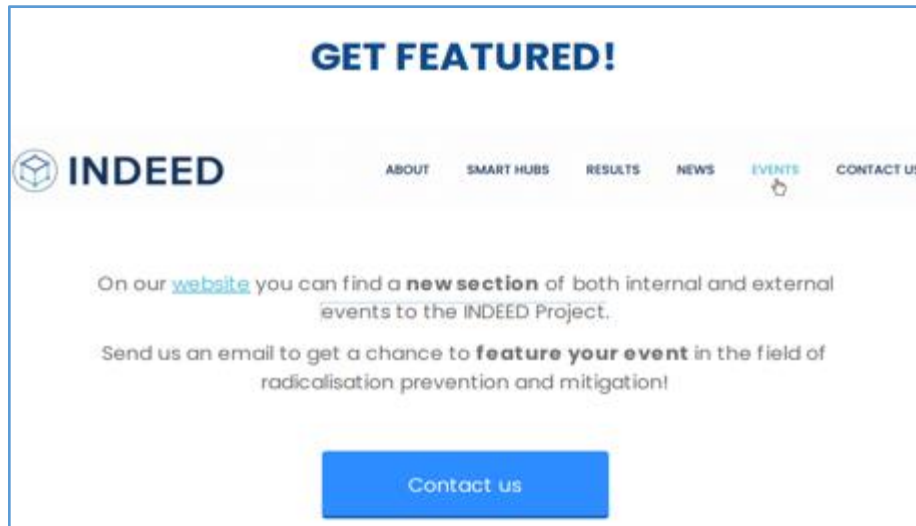 GET FEATURED!
INDEED ABOUT SMART HUBS RESULTS NEWS EVENTS CONTACT US
On our website you can find a new section of both internal and external
events to the INDEED Project.
Send us an email to get a chance to feature your event in the field of
radicalisation prevention and mitigation!
Contact us